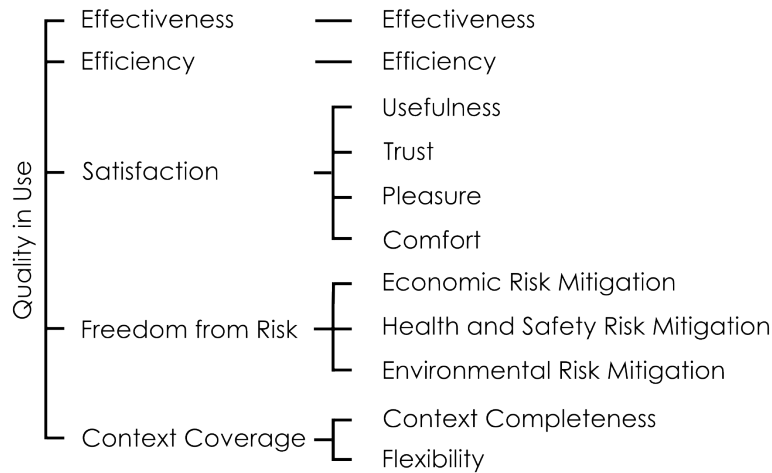 Quality in Use
Effectiveness
Effectiveness
Efficiency
Efficiency
Satisfaction
Usefulness
Trust
Pleasure
Comfort
Freedom from Risk
Economic Risk Mitigation
Health and Safety Risk Mitigation
Environmental Risk Mitigation
Context Coverage
Context Completeness
Flexibility